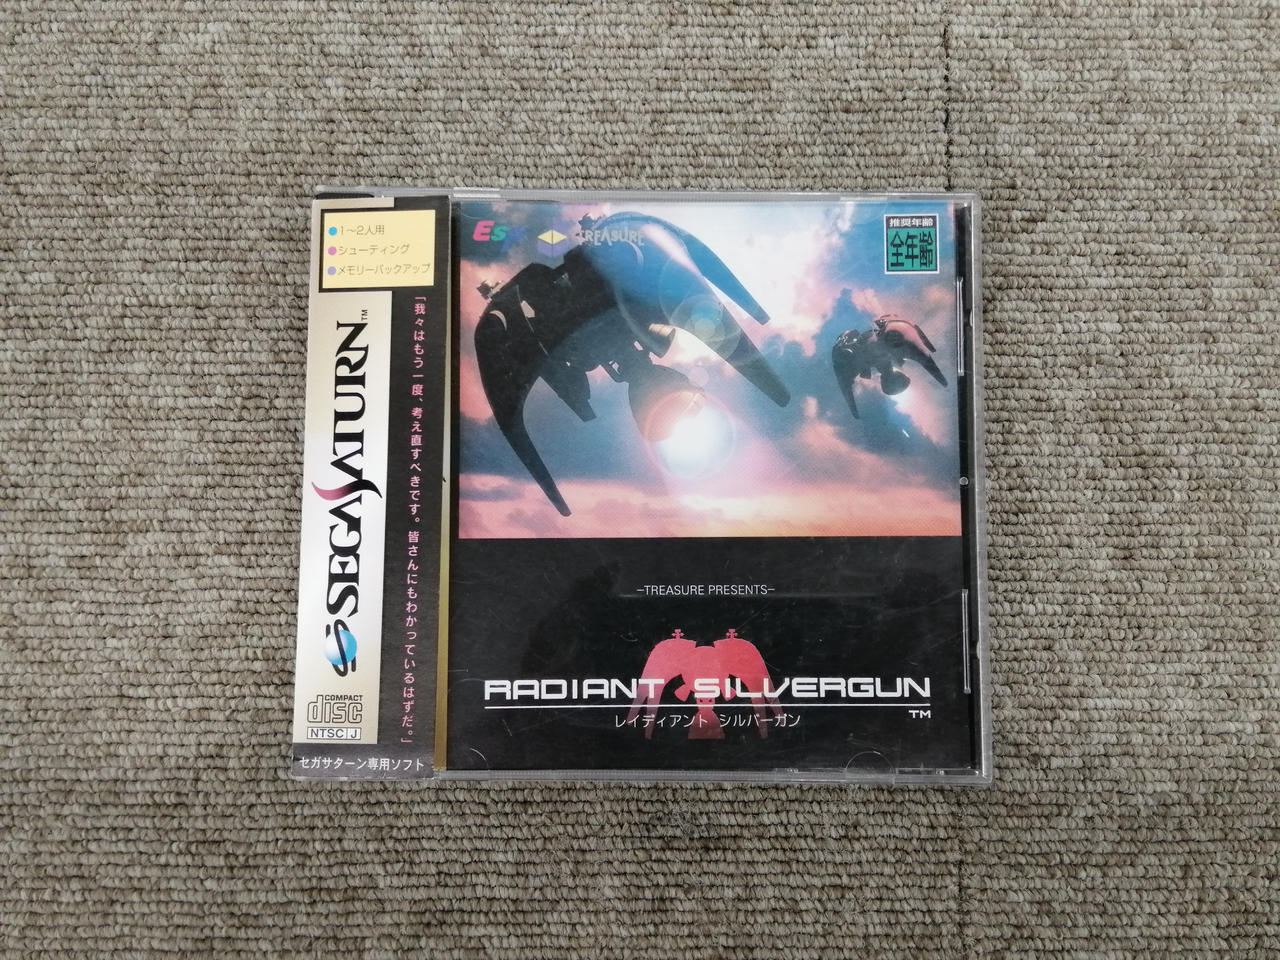 1〜2人用
シューティング
メモリーバックアップ
「我々はもう一度、考え直すべきです。皆さんにもわかっているはずだ。」
SEGA SATURN™
COMPACT
disc
NTSC J
セガサターン専用ソフト
ESP
TREASURE
推奨年齢
全年齢
–TREASURE PRESENTS–
RADIANT SILVERGUN
TM
レイディアント シルバーガン